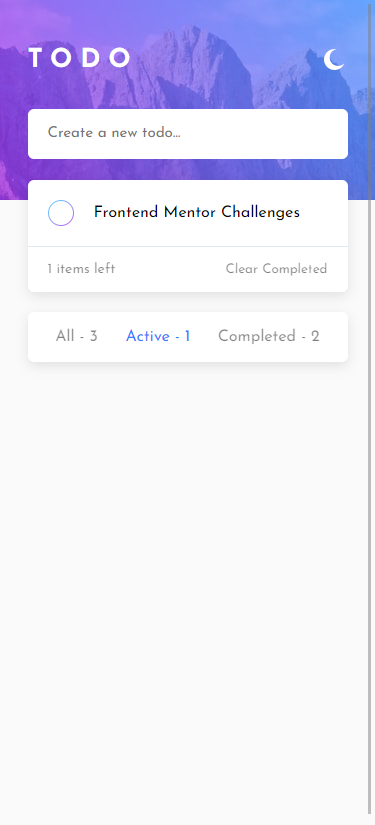 TODO
Create a new todo...
Frontend Mentor Challenges
1 items left Clear Completed
All - 3 Active - 1 Completed - 2